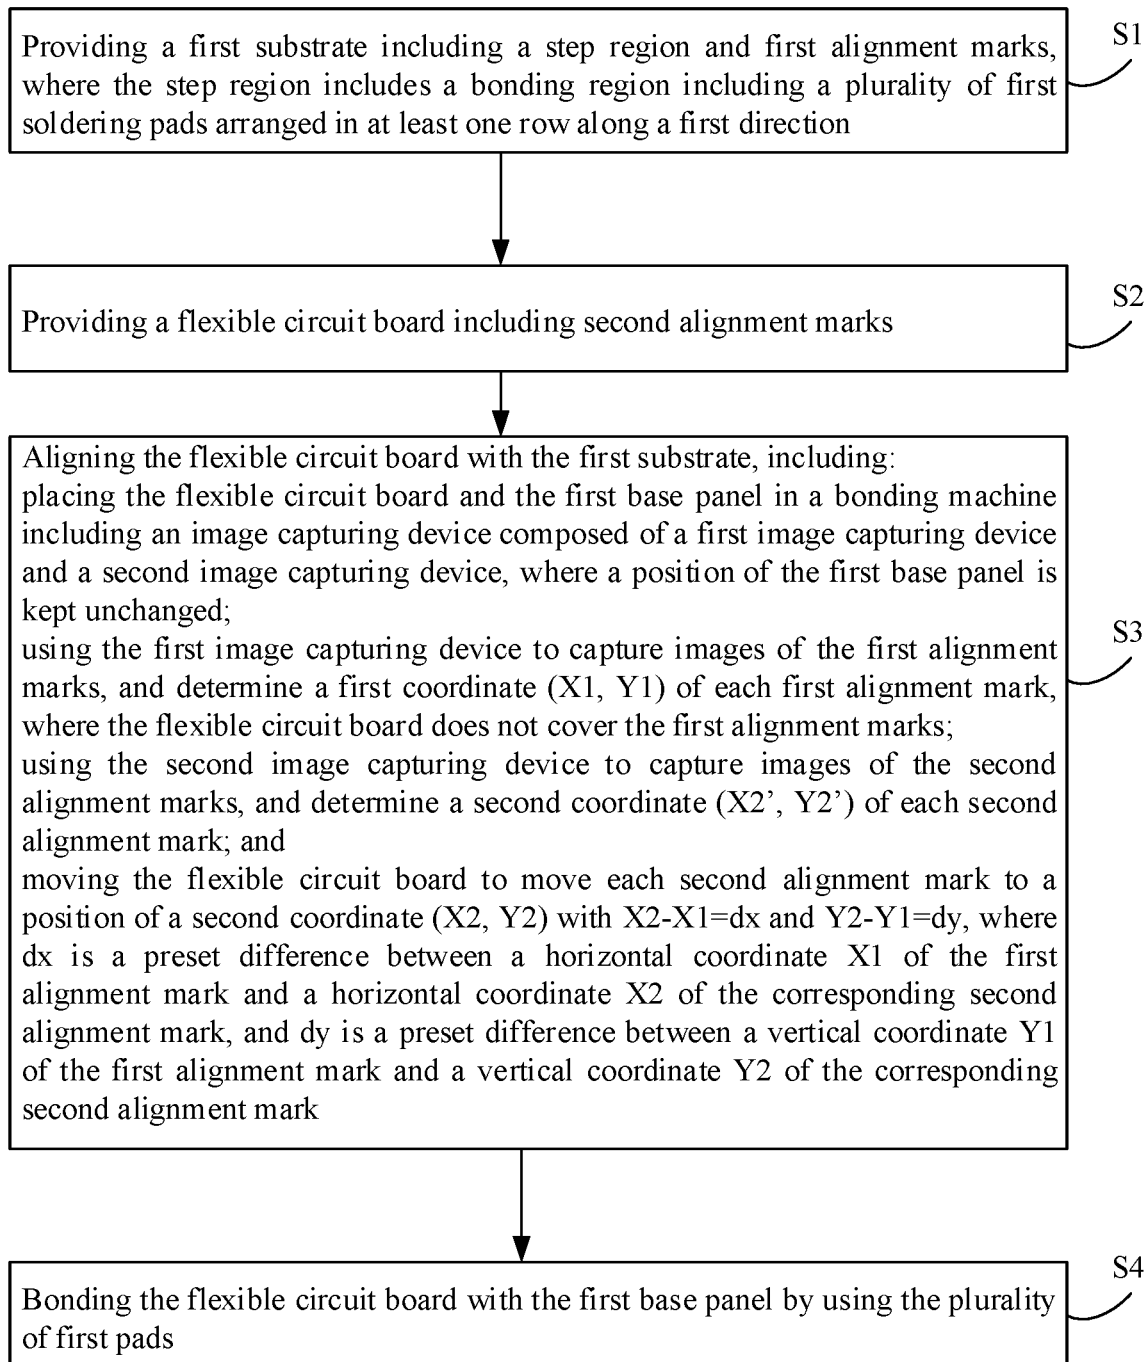 Providing a first substrate including a step region and first alignment marks,
where the step region includes a bonding region including a plurality of first
soldering pads arranged in at least one row along a first direction
S1
Providing a flexible circuit board including second alignment marks
S2
Aligning the flexible circuit board with the first substrate, including:
placing the flexible circuit board and the first base panel in a bonding machine
including an image capturing device composed of a first image capturing device
and a second image capturing device, where a position of the first base panel is
kept unchanged;
using the first image capturing device to capture images of the first alignment
marks, and determine a first coordinate (X1, Y1) of each first alignment mark,
where the flexible circuit board does not cover the first alignment marks;
using the second image capturing device to capture images of the second
alignment marks, and determine a second coordinate (X2’, Y2’) of each second
alignment mark; and
moving the flexible circuit board to move each second alignment mark to a
position of a second coordinate (X2, Y2) with X2-X1=dx and Y2-Y1=dy, where
dx is a preset difference between a horizontal coordinate X1 of the first
alignment mark and a horizontal coordinate X2 of the corresponding second
alignment mark, and dy is a preset difference between a vertical coordinate Y1
of the first alignment mark and a vertical coordinate Y2 of the corresponding
second alignment mark
S3
Bonding the flexible circuit board with the first base panel by using the plurality
of first pads
S4